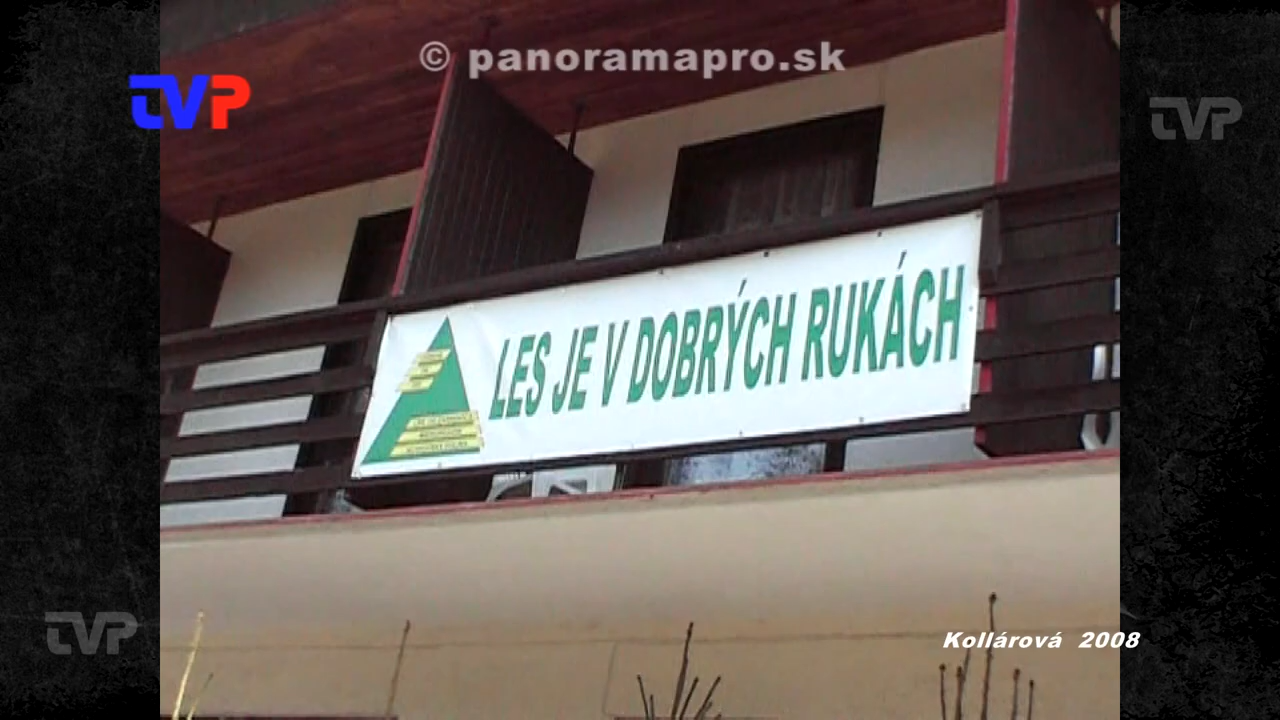 © panoramapro.sk
TVP
TVP
LES JE V DOBRÝCH RUKÁCH
TVP
Kollárová 2008